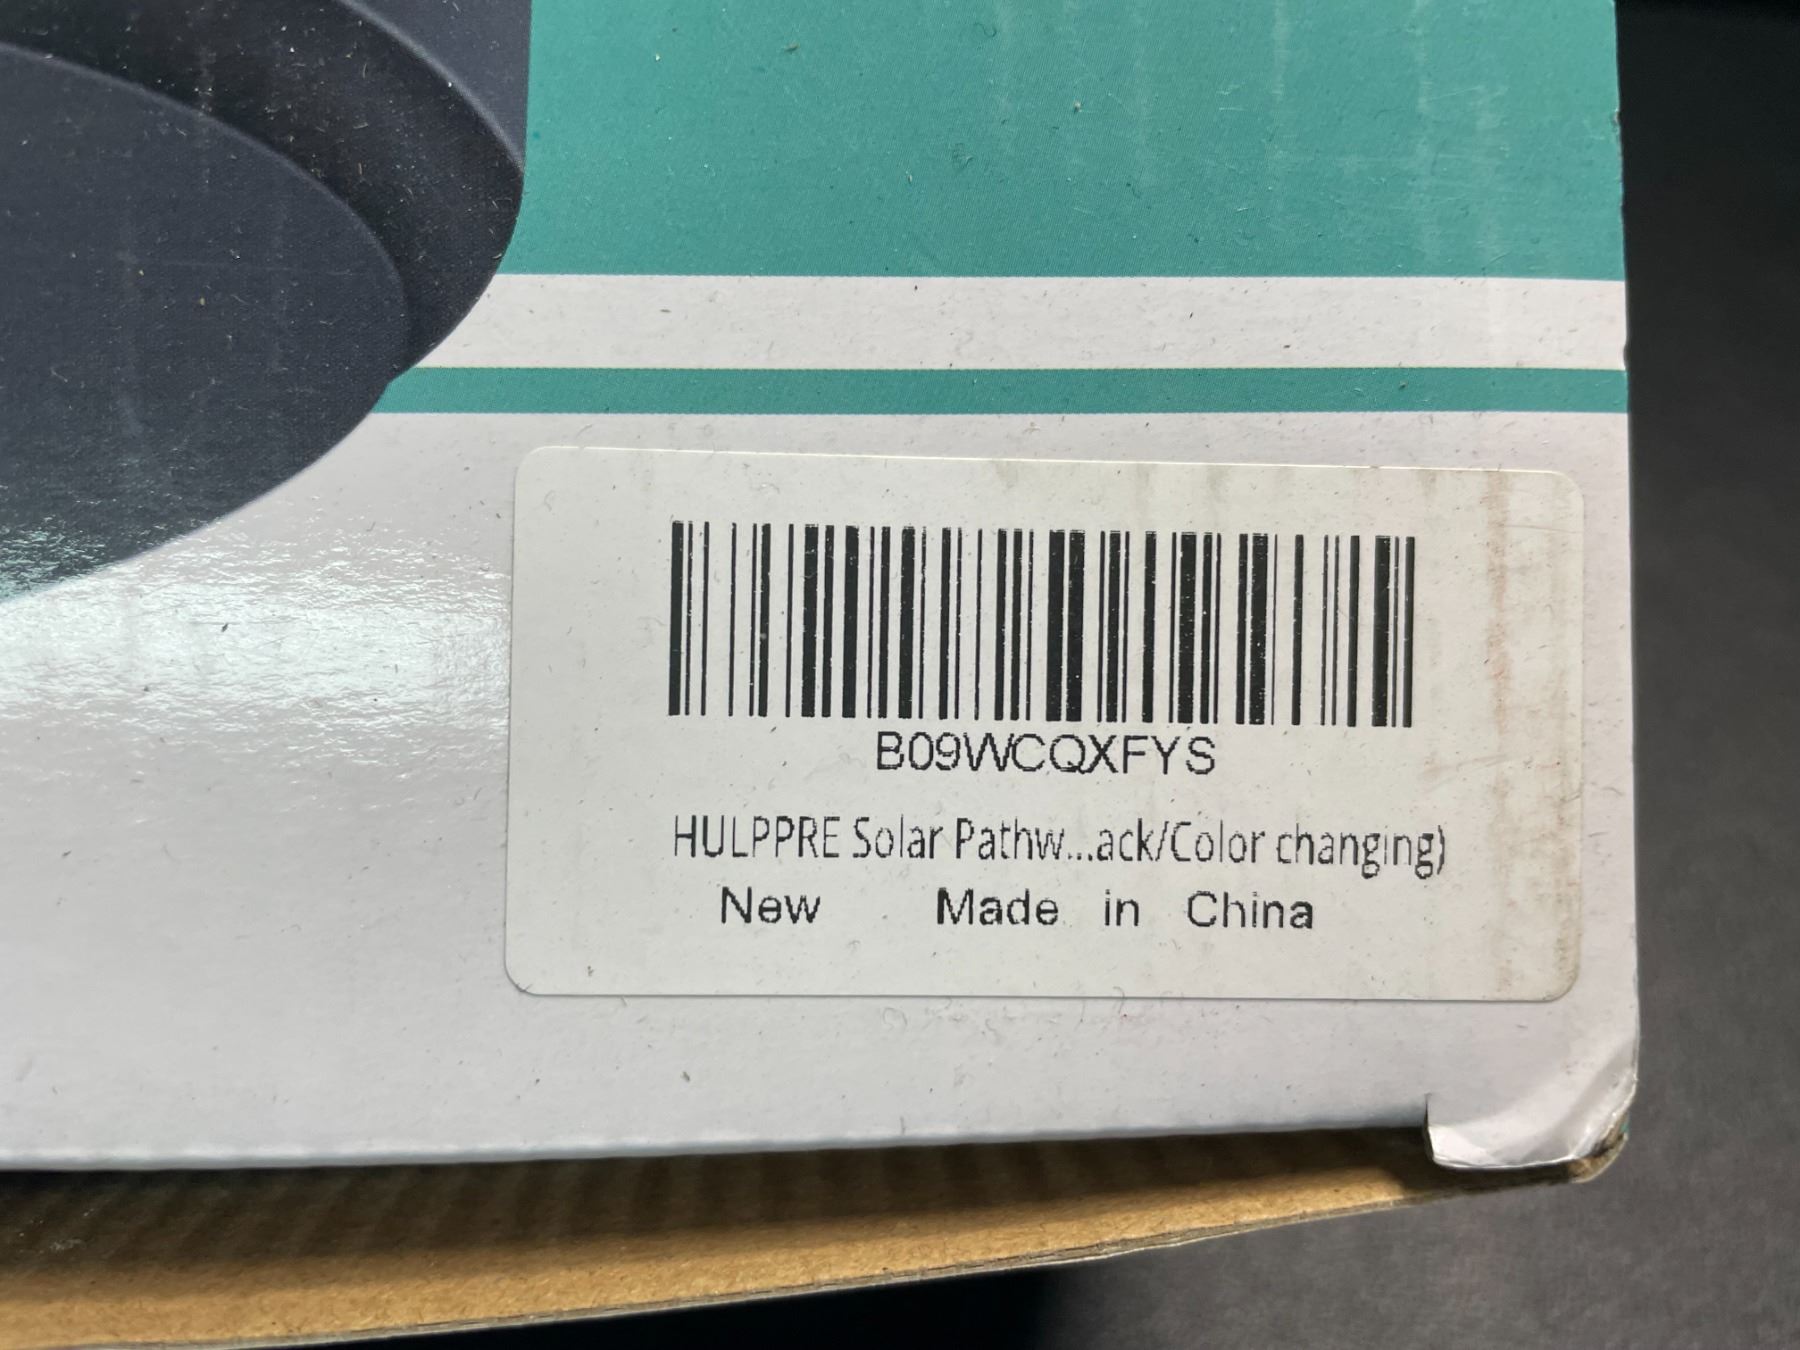 B09WCQXFYS
HULPPRE Solar Pathw...ack/Color changing)
New Made in China